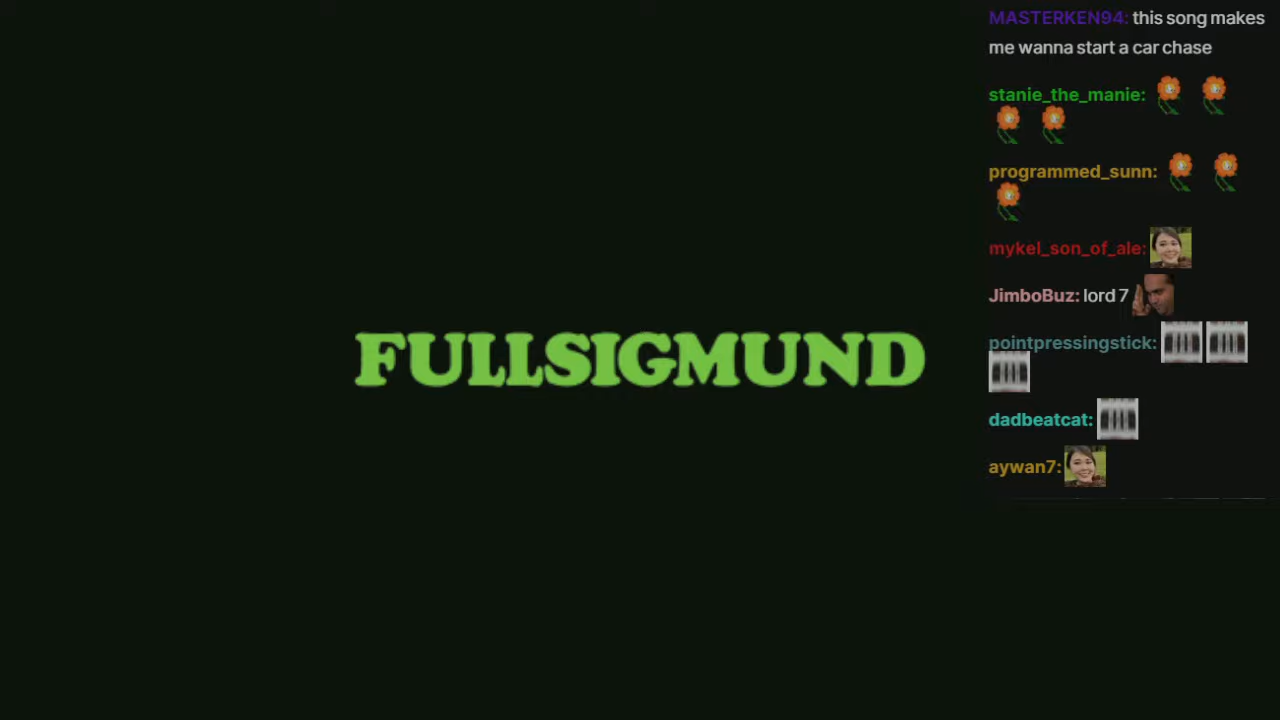 MASTERKEN94: this song makes
me wanna start a car chase
stanie_the_manie:
programmed_sunn:
mykel_son_of_ale:
JimboBuz: lord 7
pointpressingstick:
dadbeatcat:
aywan7:
FULLSIGMUND